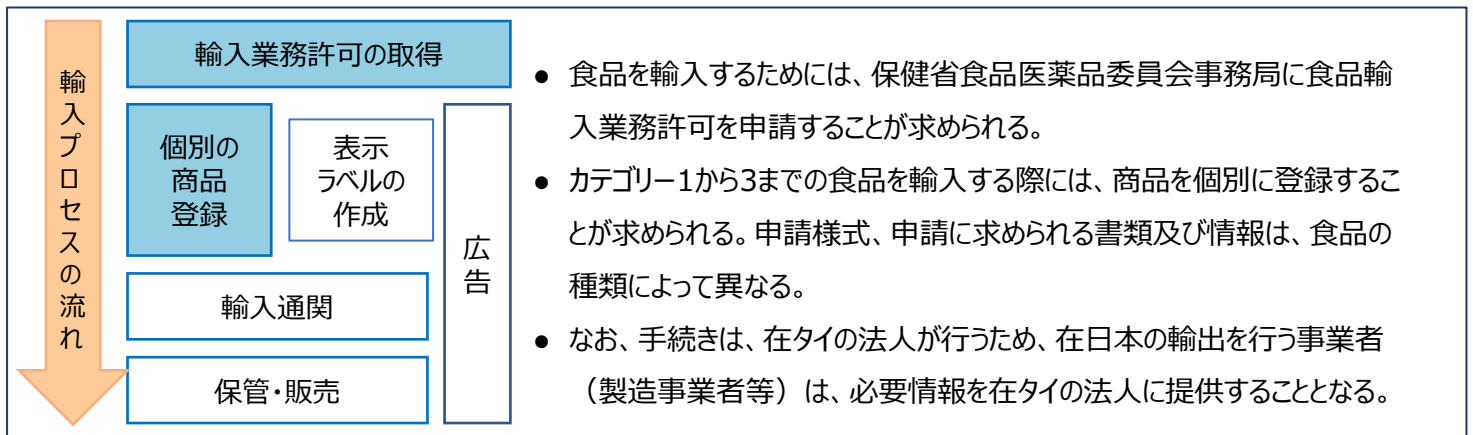 輸入プロセスの流れ
輸入業務許可の取得
個別の
商品
登録
表示
ラベルの
作成
広告
輸入通関
保管・販売
● 食品を輸入するためには、保健省食品医薬品委員会事務局に食品輸
入業務許可を申請することが求められる。
● カテゴリー1から3までの食品を輸入する際には、商品を個別に登録するこ
とが求められる。申請様式、申請に求められる書類及び情報は、食品の
種類によって異なる。
● なお、手続きは、在タイの法人が行うため、在日本の輸出を行う事業者
（製造事業者等）は、必要情報を在タイの法人に提供することとなる。